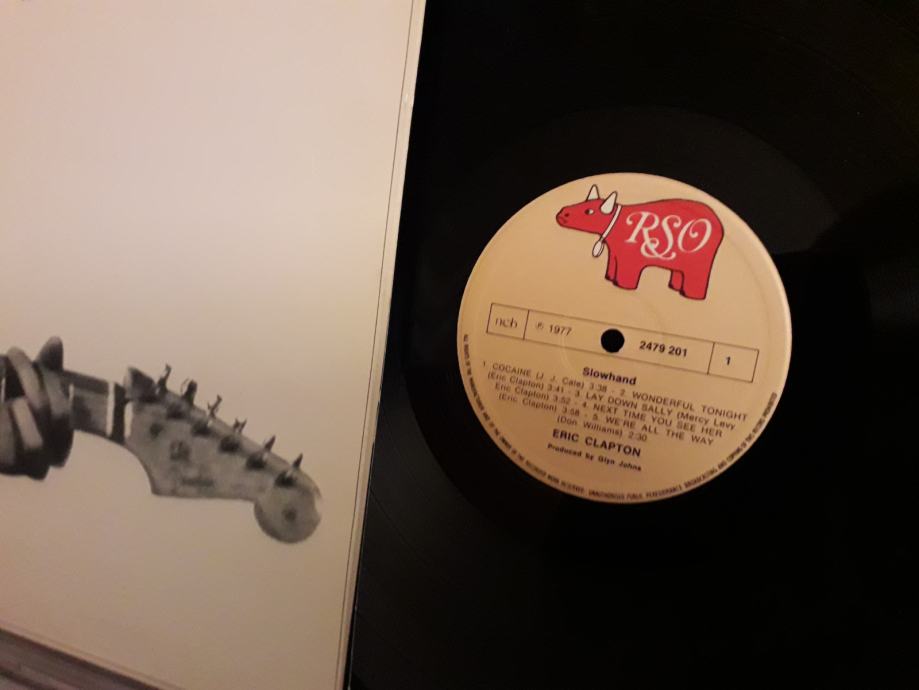 RSO
ncb ℗ 1977 2479 201 1
Slowhand
1. COCAINE (J. J. Cale) 3:38 - 2. WONDERFUL TONIGHT
(Eric Clapton) 3:41 - 3. LAY DOWN SALLY (Mercy Levy
Eric Clapton) 3:52 - 4. NEXT TIME YOU SEE HER
(Eric Clapton) 3:58 - 5. WE'RE ALL THE WAY
(Don Williams) 2:30
ERIC CLAPTON
Produced by Glyn Johns